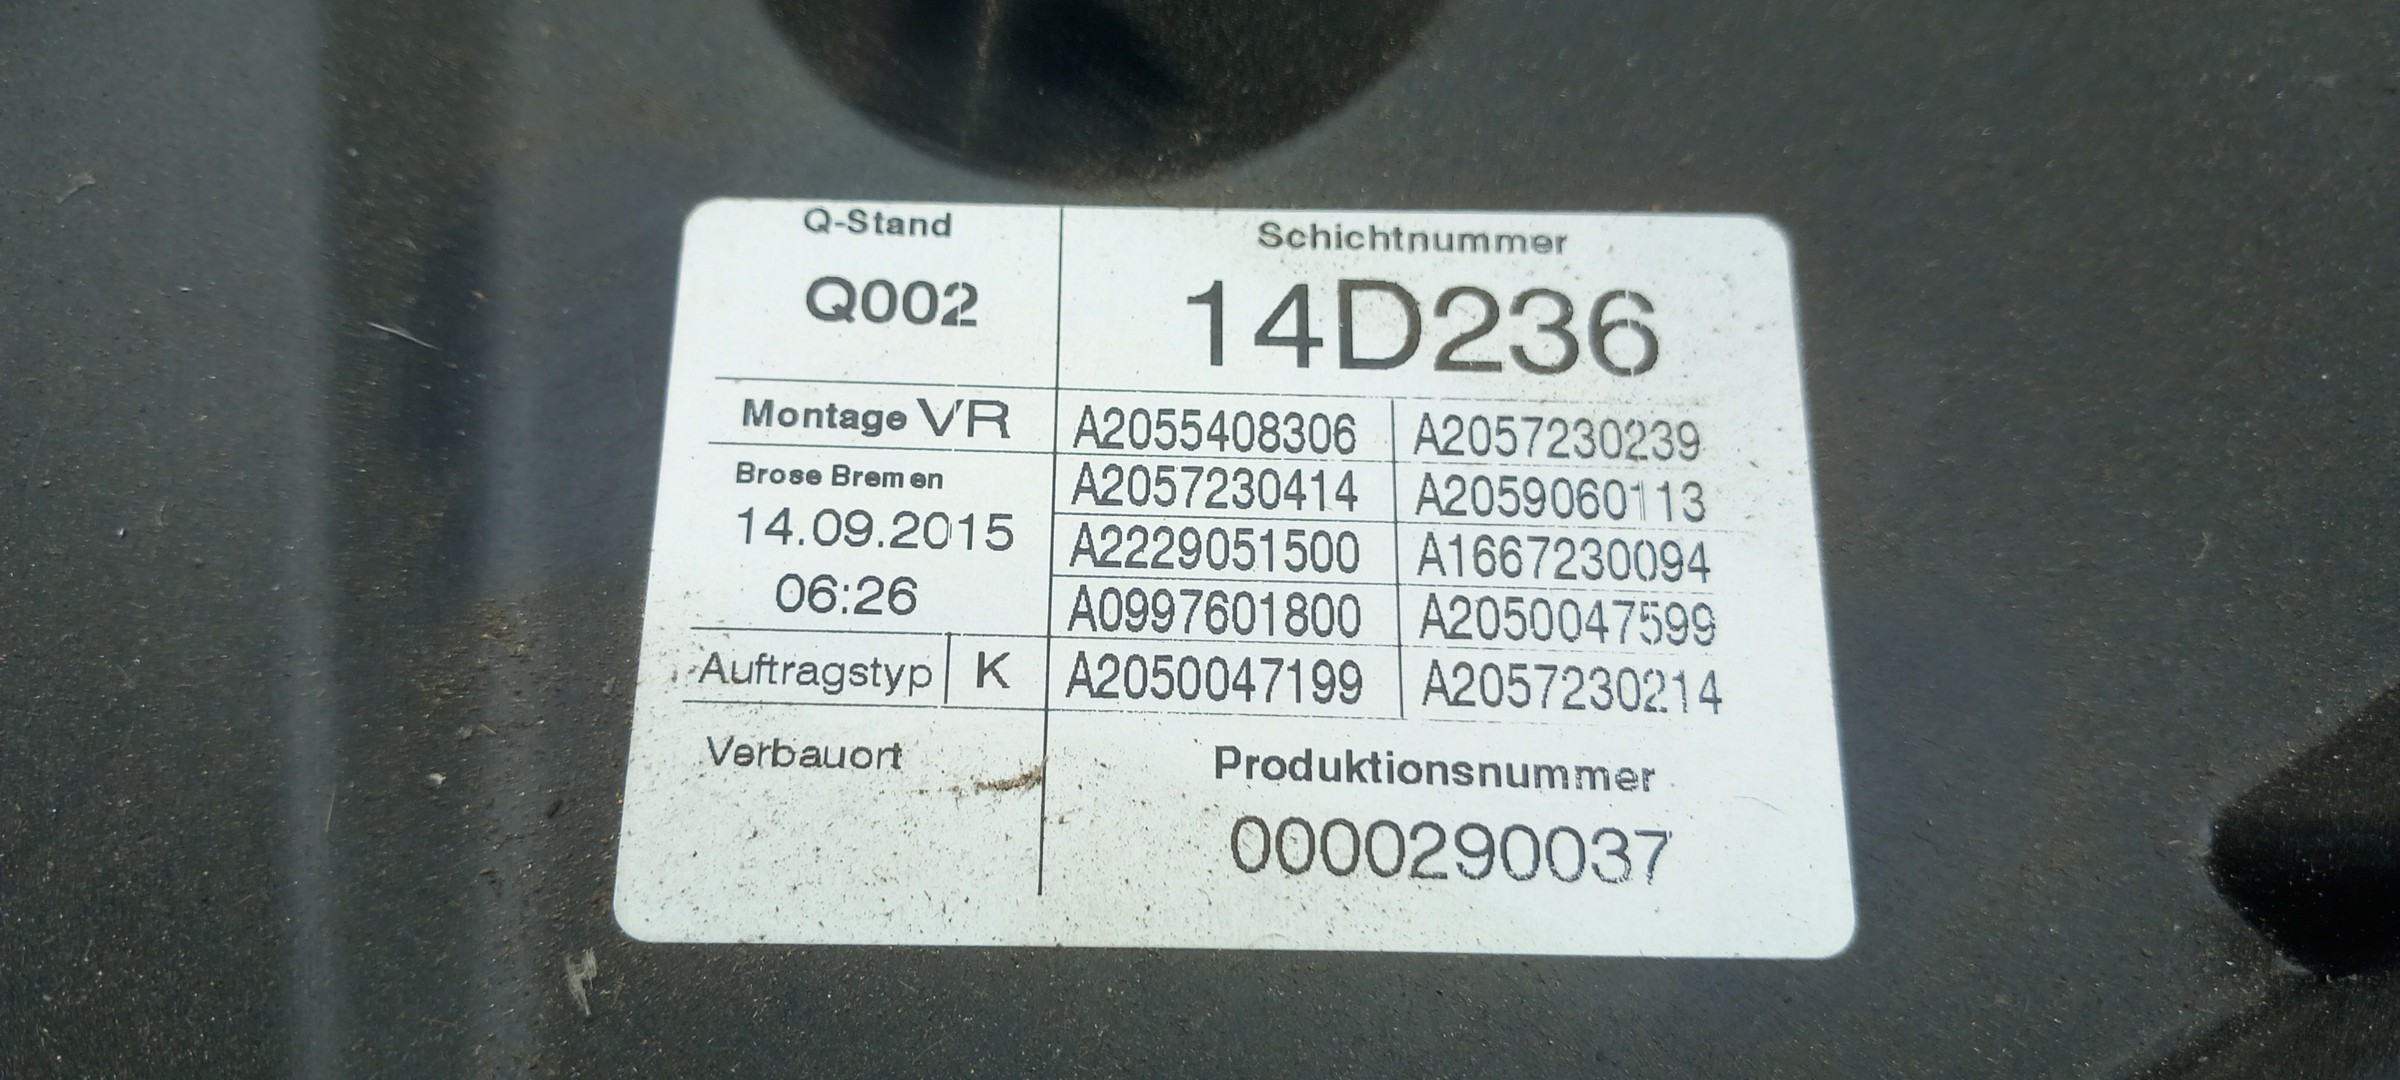 Q-Stand
Q002
Schichtnummer
14D236
Montage VR
Brose Bremen
14.09.2015
06:26
Auftragstyp K
Verbauort
A2055408306 A2057230239
A2057230414 A2059060113
A2229051500 A1667230094
A0997601800 A2050047599
A2050047199 A2057230214
Produktionsnummer
0000290037